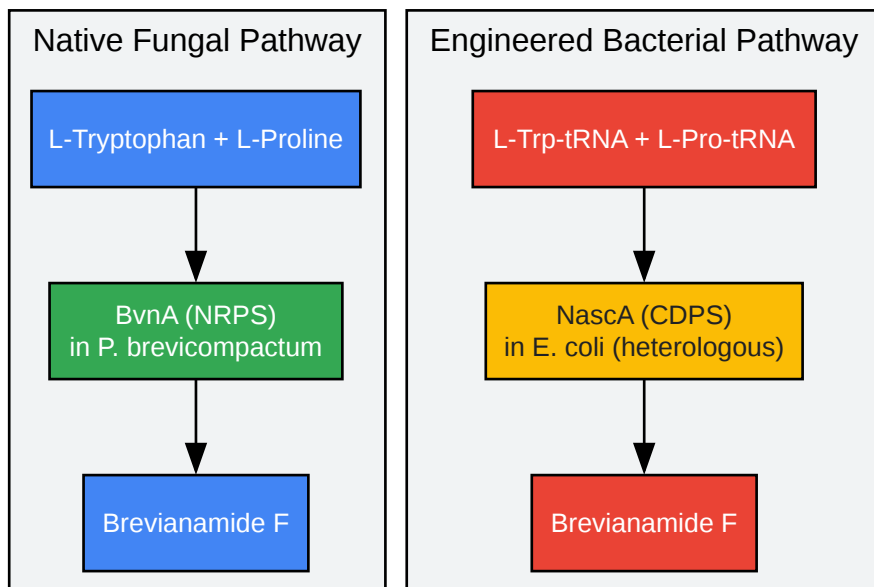 Native Fungal Pathway
L-Tryptophan + L-Proline
BvnA (NRPS)
in P. brevicompactum
Brevianamide F
Engineered Bacterial Pathway
L-Trp-tRNA + L-Pro-tRNA
NascA (CDPS)
in E. coli (heterologous)
Brevianamide F